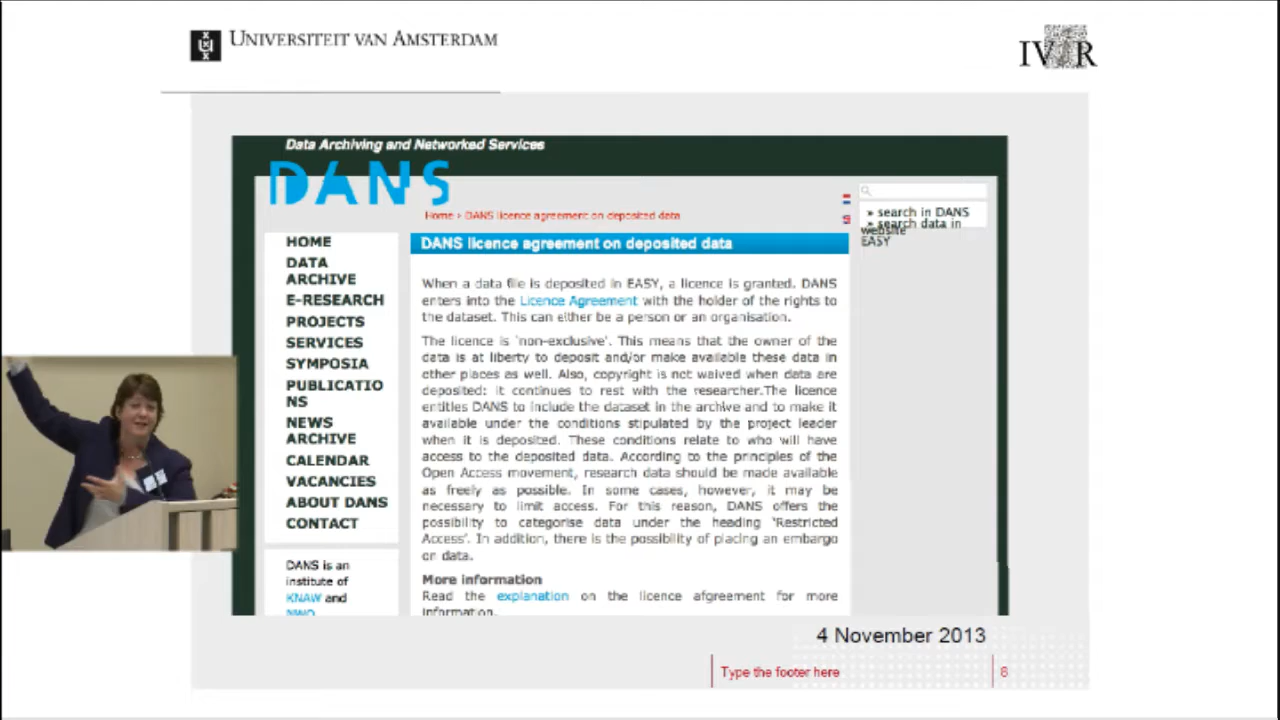 UNIVERSITEIT VAN AMSTERDAM
IViR
Data Archiving and Networked Services
DANS
Home > DANS licence agreement on deposited data
» search in DANS
» search data in
website
EASY
HOME
DATA
ARCHIVE
E-RESEARCH
PROJECTS
SERVICES
SYMPOSIA
PUBLICATIO
NS
NEWS
ARCHIVE
CALENDAR
VACANCIES
ABOUT DANS
CONTACT
DANS is an
institute of
KNAW and
NWO
DANS licence agreement on deposited data
When a data file is deposited in EASY, a licence is granted. DANS
enters into the Licence Agreement with the holder of the rights to
the dataset. This can either be a person or an organisation.
The licence is 'non-exclusive'. This means that the owner of the
data is at liberty to deposit and/or make available these data in
other places as well. Also, copyright is not waived when data are
deposited: it continues to rest with the researcher.The licence
entitles DANS to include the dataset in the archive and to make it
available under the conditions stipulated by the project leader
when it is deposited. These conditions relate to who will have
access to the deposited data. According to the principles of the
Open Access movement, research data should be made available
as freely as possible. In some cases, however, it may be
necessary to limit access. For this reason, DANS offers the
possibility to categorise data under the heading 'Restricted
Access'. In addition, there is the possibility of placing an embargo
on data.
More information
Read the explanation on the licence afgreement for more
information.
4 November 2013
Type the footer here
6